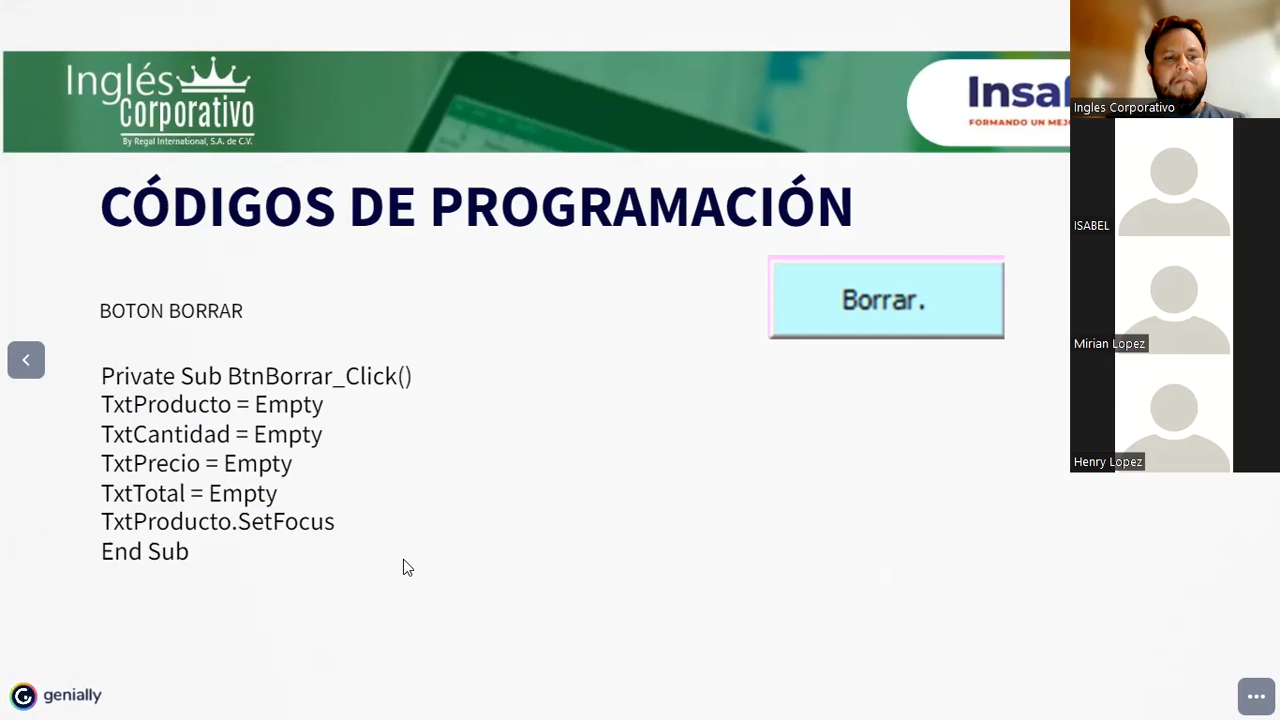 Inglés
Corporativo
By Regal International, S.A. de C.V.
Insaf
FORMANDO UN MEJ
CÓDIGOS DE PROGRAMACIÓN
Borrar.
BOTON BORRAR
Private Sub BtnBorrar_Click()
TxtProducto = Empty
TxtCantidad = Empty
TxtPrecio = Empty
TxtTotal = Empty
TxtProducto.SetFocus
End Sub
genially
Ingles Corporativo
ISABEL
Mirian Lopez
Henry Lopez